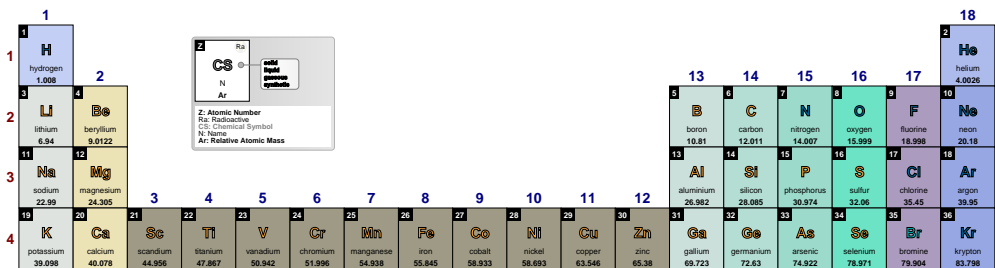 1
18
1
1
H
hydrogen
1.008
Z
Ra
CS
N
Ar
solid
liquid
gaseous
synthetic
Z: Atomic Number
Ra: Radioactive
CS: Chemical Symbol
N: Name
Ar: Relative Atomic Mass
2
He
helium
4.0026
2
13
14
15
16
17
2
3
Li
lithium
6.94
4
Be
beryllium
9.0122
5
B
boron
10.81
6
C
carbon
12.011
7
N
nitrogen
14.007
8
O
oxygen
15.999
9
F
fluorine
18.998
10
Ne
neon
20.18
3
11
Na
sodium
22.99
12
Mg
magnesium
24.305
13
Al
aluminium
26.982
14
Si
silicon
28.085
15
P
phosphorus
30.974
16
S
sulfur
32.06
17
Cl
chlorine
35.45
18
Ar
argon
39.95
3
4
5
6
7
8
9
10
11
12
4
19
K
potassium
39.098
20
Ca
calcium
40.078
21
Sc
scandium
44.956
22
Ti
titanium
47.867
23
V
vanadium
50.942
24
Cr
chromium
51.996
25
Mn
manganese
54.938
26
Fe
iron
55.845
27
Co
cobalt
58.933
28
Ni
nickel
58.693
29
Cu
copper
63.546
30
Zn
zinc
65.38
31
Ga
gallium
69.723
32
Ge
germanium
72.63
33
As
arsenic
74.922
34
Se
selenium
78.971
35
Br
bromine
79.904
36
Kr
krypton
83.798